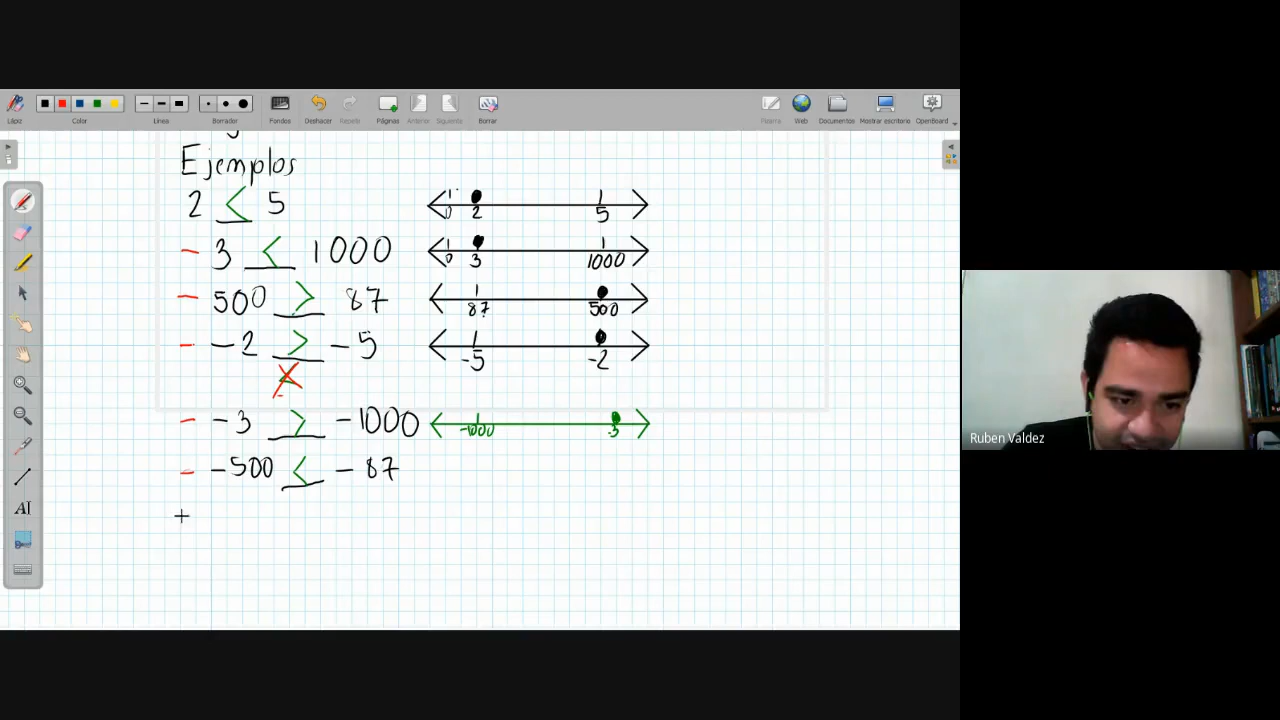 Lápiz Color Línea Borrador Fondos Deshacer Rehacer Páginas Anterior Siguiente Borrar Pizarra Web Documentos Mostrar escritorio OpenBoard
Ejemplos
2 < 5
0 2 5
- 3 < 1000
0 3 1000
- 500 > 87
87 500
- -2 > -5
-5 -2
<
- -3 > -1000
-1000 -3
- -500 < -87
AI
Ruben Valdez